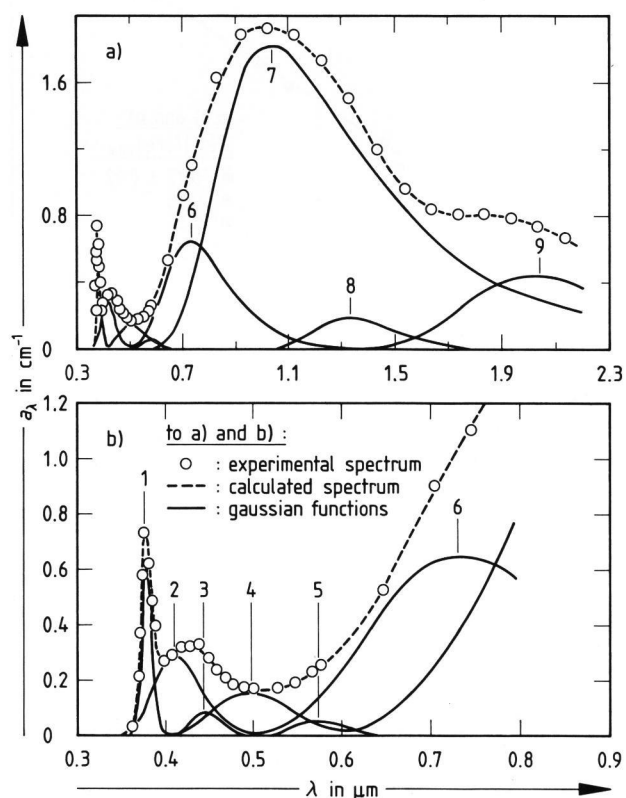 a)
1.6
0.8
0
6
7
8
9
0.3 0.7 1.1 1.5 1.9 2.3
a_λ in cm⁻¹
b)
to a) and b) :
○ : experimental spectrum
--- : calculated spectrum
— : gaussian functions
1.2
1.0
0.8
0.6
0.4
0.2
0
1
2 3 4 5 6
0.3 0.4 0.5 0.6 0.7 0.8 0.9
λ in µm